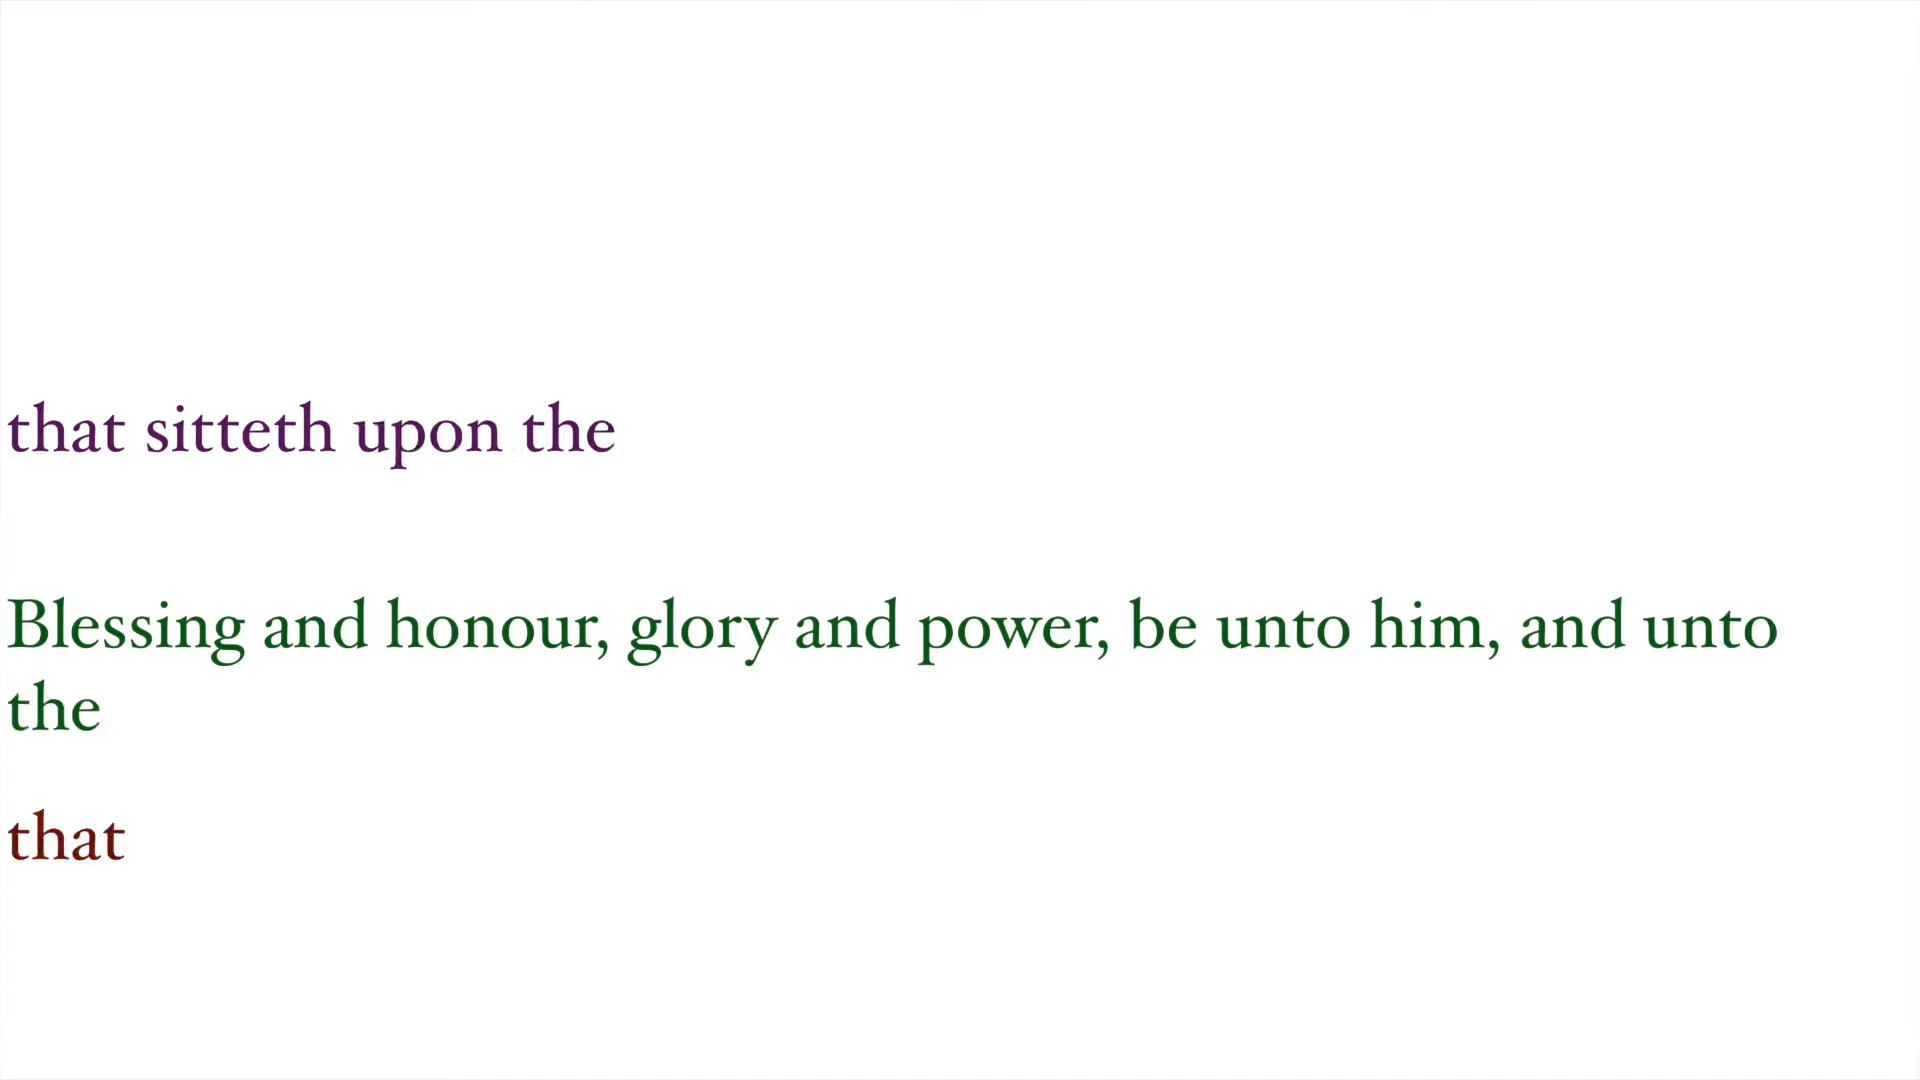 that sitteth upon the
Blessing and honour, glory and power, be unto him, and unto
the
that